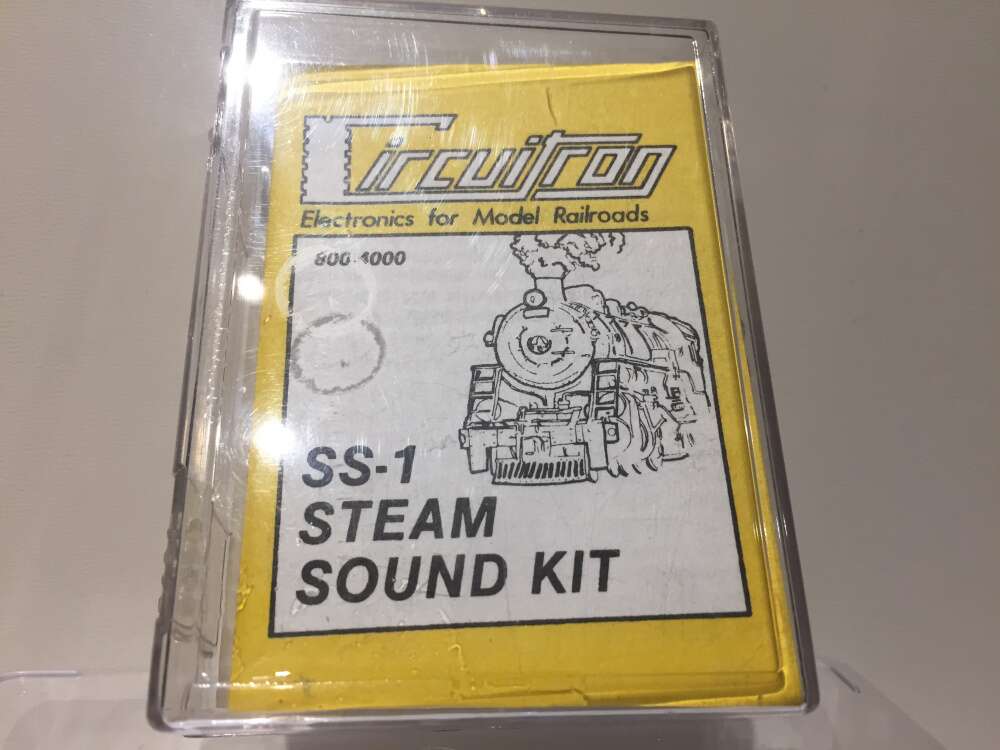 Circuitron
Electronics for Model Railroads
800-4000
SS-1
STEAM
SOUND KIT